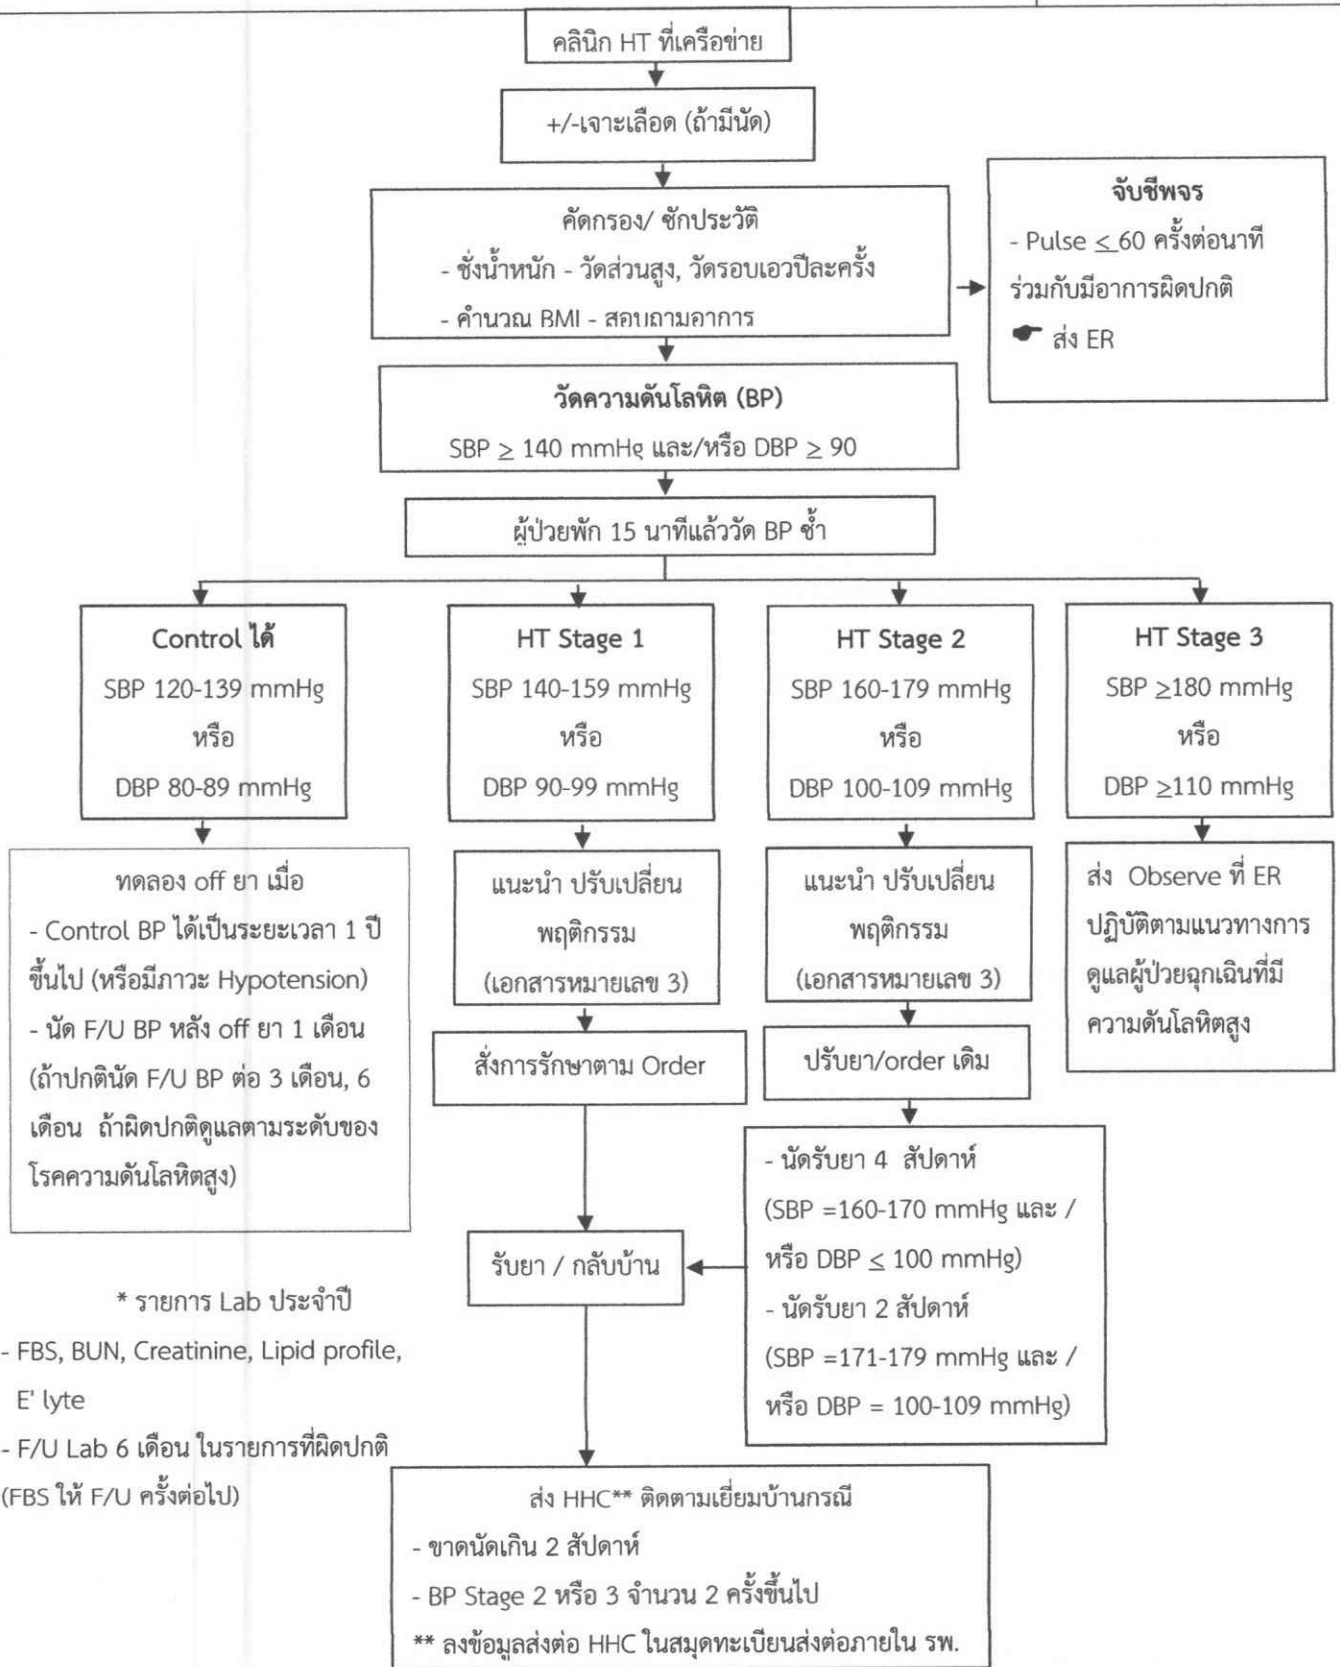 คลินิก HT ที่เครือข่าย
+/-เจาะเลือด (ถ้ามีนัด)
คัดกรอง/ ซักประวัติ
- ชั่งน้ำหนัก - วัดส่วนสูง, วัดรอบเอวปีละครั้ง
- คำนวณ BMI - สอบถามอาการ
จับชีพจร
- Pulse ≤ 60 ครั้งต่อนาที
ร่วมกับมีอาการผิดปกติ
☛ ส่ง ER
วัดความดันโลหิต (BP)
SBP ≥ 140 mmHg และ/หรือ DBP ≥ 90
ผู้ป่วยพัก 15 นาทีแล้ววัด BP ซ้ำ
Control ได้
SBP 120-139 mmHg
หรือ
DBP 80-89 mmHg
HT Stage 1
SBP 140-159 mmHg
หรือ
DBP 90-99 mmHg
HT Stage 2
SBP 160-179 mmHg
หรือ
DBP 100-109 mmHg
HT Stage 3
SBP ≥180 mmHg
หรือ
DBP ≥110 mmHg
ทดลอง off ยา เมื่อ
- Control BP ได้เป็นระยะเวลา 1 ปี
ขึ้นไป (หรือมีภาวะ Hypotension)
- นัด F/U BP หลัง off ยา 1 เดือน
(ถ้าปกตินัด F/U BP ต่อ 3 เดือน, 6
เดือน ถ้าผิดปกติดูแลตามระดับของ
โรคความดันโลหิตสูง)
แนะนำ ปรับเปลี่ยน
พฤติกรรม
(เอกสารหมายเลข 3)
สั่งการรักษาตาม Order
แนะนำ ปรับเปลี่ยน
พฤติกรรม
(เอกสารหมายเลข 3)
ปรับยา/order เดิม
ส่ง Observe ที่ ER
ปฏิบัติตามแนวทางการ
ดูแลผู้ป่วยฉุกเฉินที่มี
ความดันโลหิตสูง
- นัดรับยา 4 สัปดาห์
(SBP =160-170 mmHg และ /
หรือ DBP ≤ 100 mmHg)
- นัดรับยา 2 สัปดาห์
(SBP =171-179 mmHg และ /
หรือ DBP = 100-109 mmHg)
รับยา / กลับบ้าน
* รายการ Lab ประจำปี
- FBS, BUN, Creatinine, Lipid profile,
E' lyte
- F/U Lab 6 เดือน ในรายการที่ผิดปกติ
(FBS ให้ F/U ครั้งต่อไป)
ส่ง HHC** ติดตามเยี่ยมบ้านกรณี
- ขาดนัดเกิน 2 สัปดาห์
- BP Stage 2 หรือ 3 จำนวน 2 ครั้งขึ้นไป
** ลงข้อมูลส่งต่อ HHC ในสมุดทะเบียนส่งต่อภายใน รพ.